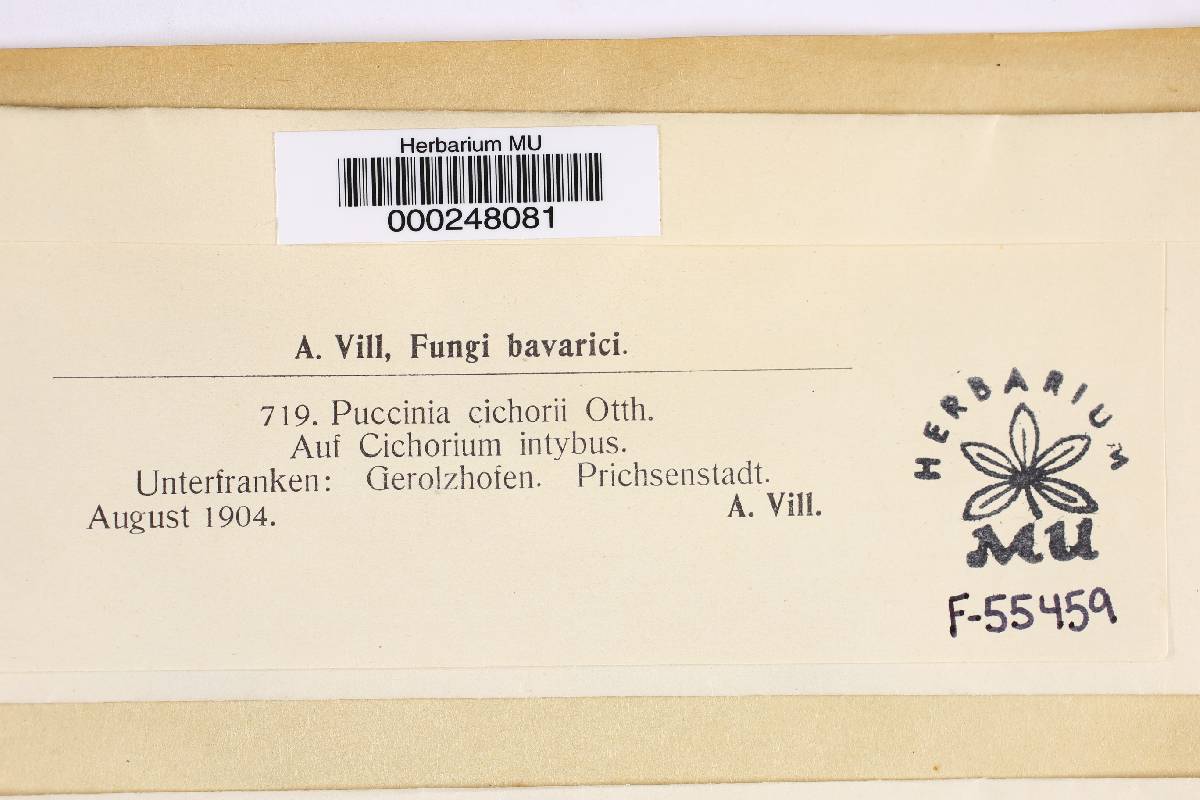 Herbarium MU
000248081
A. Vill, Fungi bavarici.
719. Puccinia cichorii Otth.
Auf Cichorium intybus.
Unterfranken: Gerolzhofen. Prichsenstadt.
August 1904. A. Vill.
HERBARIUM
MU
F-55459